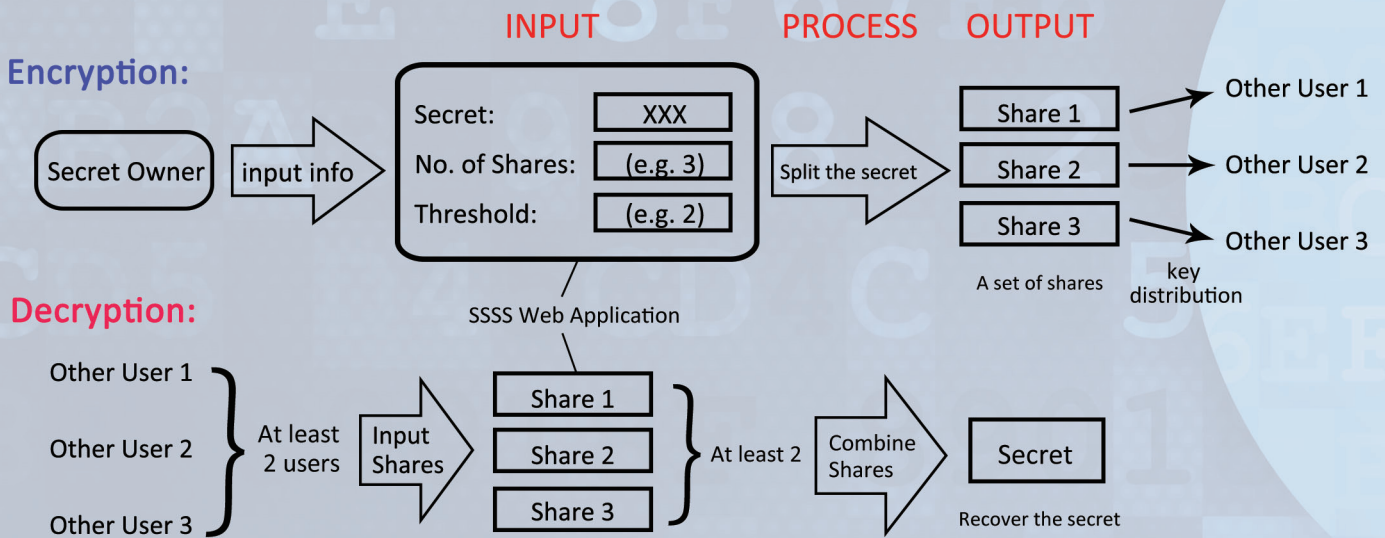 INPUT PROCESS OUTPUT
Encryption:
Secret Owner
input info
Secret: XXX
No. of Shares: (e.g. 3)
Threshold: (e.g. 2)
Split the secret
Share 1
Share 2
Share 3
A set of shares
Other User 1
Other User 2
Other User 3
key
distribution
SSSS Web Application
Decryption:
Other User 1
Other User 2
Other User 3
At least
2 users
Input
Shares
Share 1
Share 2
Share 3
At least 2
Combine
Shares
Secret
Recover the secret